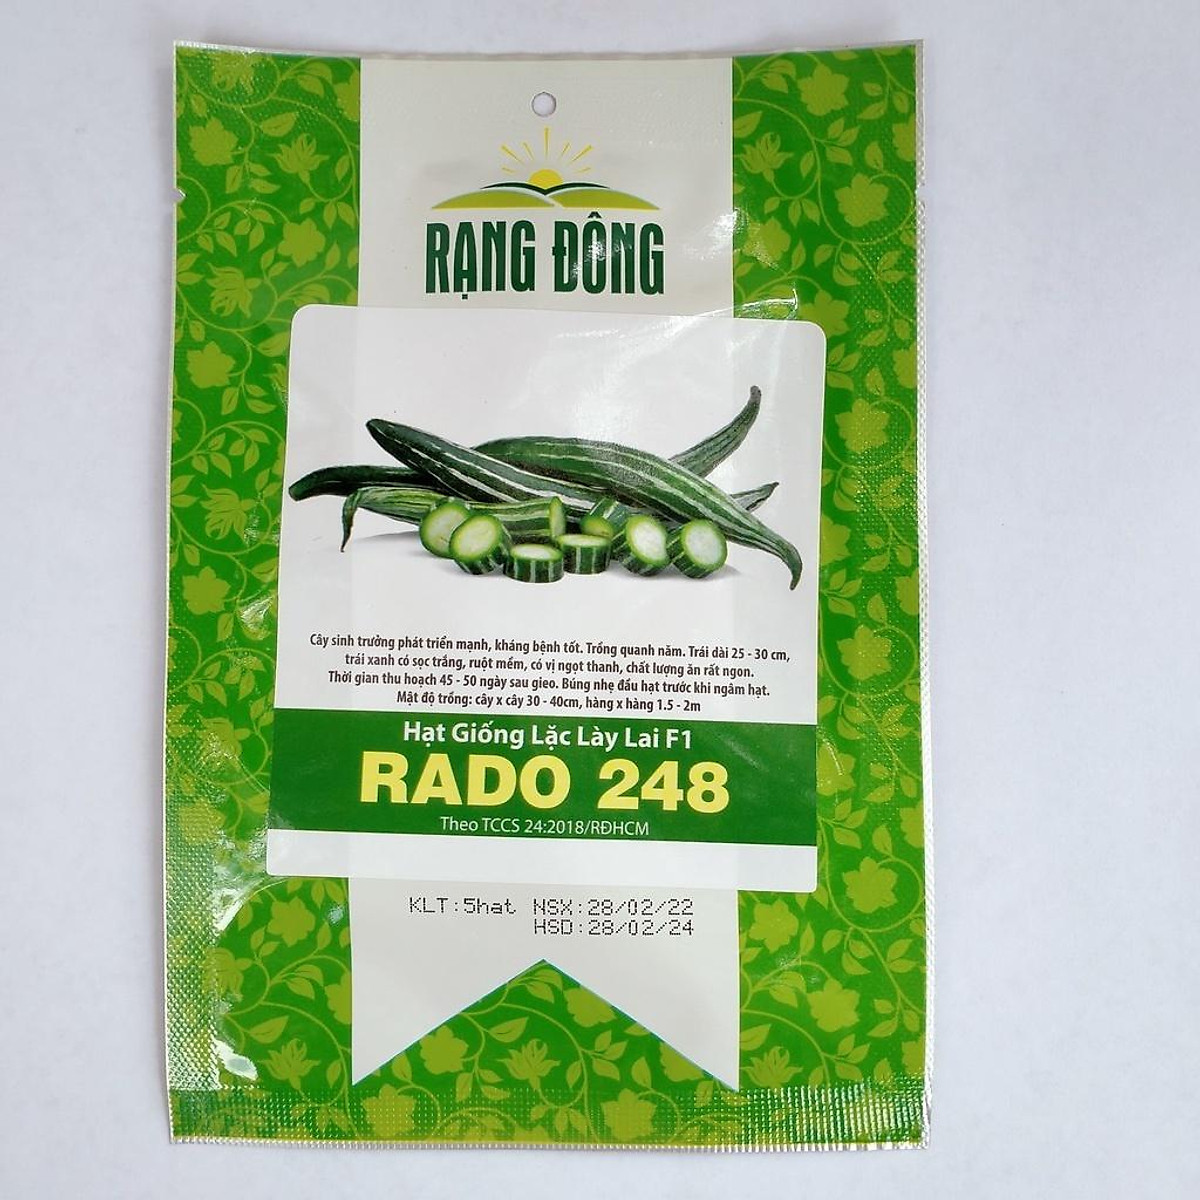 RẠNG ĐÔNG
Cây sinh trưởng phát triển mạnh, kháng bệnh tốt. Trồng quanh năm. Trái dài 25 - 30 cm,
trái xanh có sọc trắng, ruột mềm, có vị ngọt thanh, chất lượng ăn rất ngon.
Thời gian thu hoạch 45 - 50 ngày sau gieo. Búng nhẹ đầu hạt trước khi ngâm hạt.
Mật độ trồng: cây x cây 30 - 40cm, hàng x hàng 1.5 - 2m
Hạt Giống Lặc Lày Lai F1
RADO 248
Theo TCCS 24:2018/RĐHCM
KLT:5hat NSX:28/02/22
HSD:28/02/24